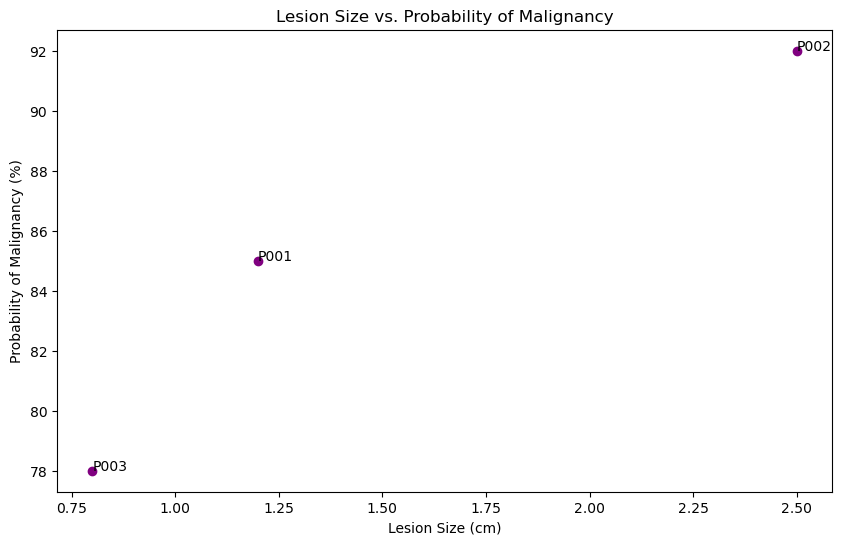 Lesion Size vs. Probability of Malignancy
Probability of Malignancy (%)
92
90
88
86
84
82
80
78
P002
P001
P003
0.75
1.00
1.25
1.50
1.75
2.00
2.25
2.50
Lesion Size (cm)